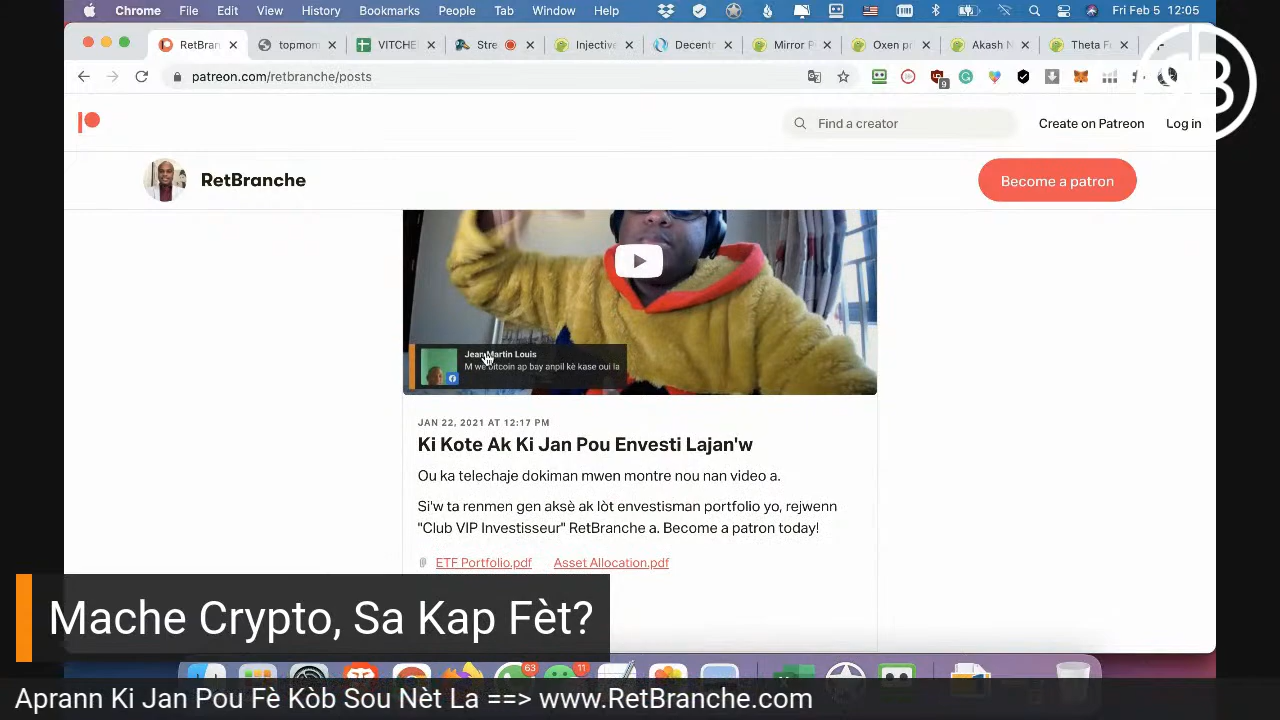 Chrome File Edit View History Bookmarks People Tab Window Help Fri Feb 5 12:05
RetBran topmom VITCHE Stre Injective Decentr Mirror P Oxen pr Akash N Theta F
patreon.com/retbranche/posts
9
Find a creator
Create on Patreon
Log in
RetBranche
Become a patron
Jean Martin Louis
M we bitcoin ap bay anpil kè kase oui la
JAN 22, 2021 AT 12:17 PM
Ki Kote Ak Ki Jan Pou Envesti Lajan'w
Ou ka telechaje dokiman mwen montre nou nan video a.
Si'w ta renmen gen aksè ak lòt envestisman portfolio yo, rejwenn
"Club VIP Investisseur" RetBranche a. Become a patron today!
ETF Portfolio.pdf Asset Allocation.pdf
Mache Crypto, Sa Kap Fèt?
63
11
Aprann Ki Jan Pou Fè Kòb Sou Nèt La ==> www.RetBranche.com